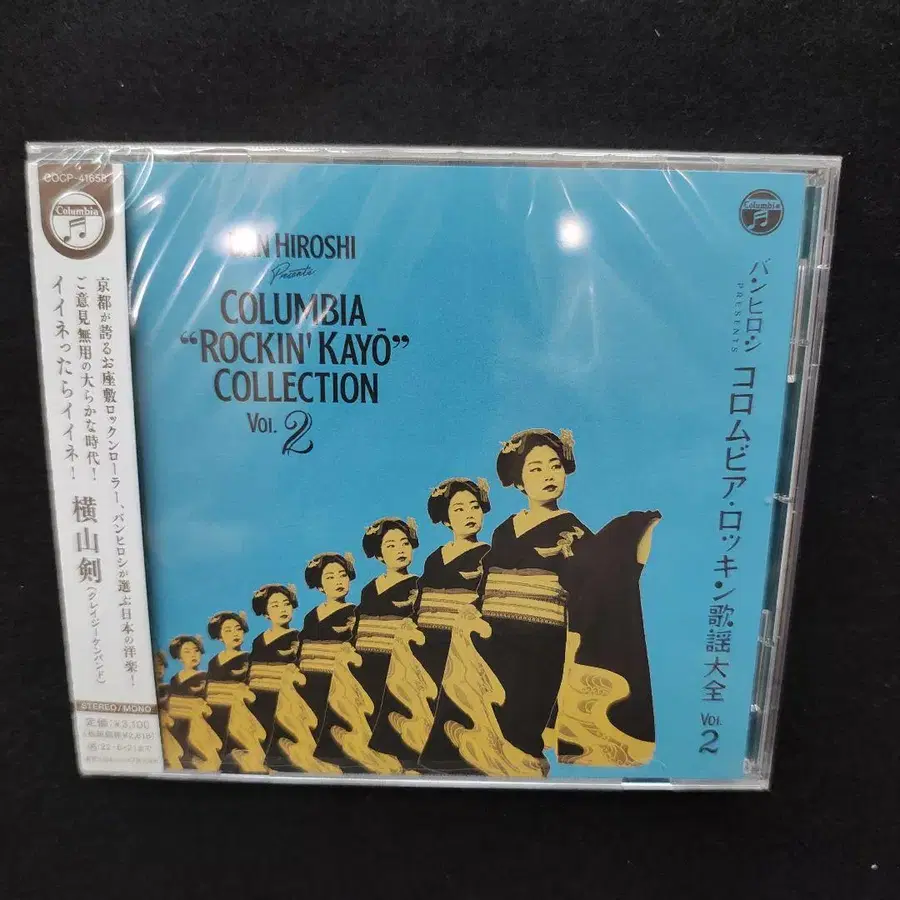 COCP-41658
Columbia
京都が誇るお座敷ロックンローラー、バンヒロシが選ぶ日本の洋楽！
ご意見無用の大らかな時代！
イイネったらイイネ！
横山剣（クレイジーケンバンド）
STEREO/MONO
定価:￥3,100
HIROSHI
Presents
COLUMBIA
“ROCKIN' KAYŌ”
COLLECTION
VOL. 2
Columbia
バンヒロシ
PRESENTS
コロムビア・ロッキン歌謡大全 VOL. 2